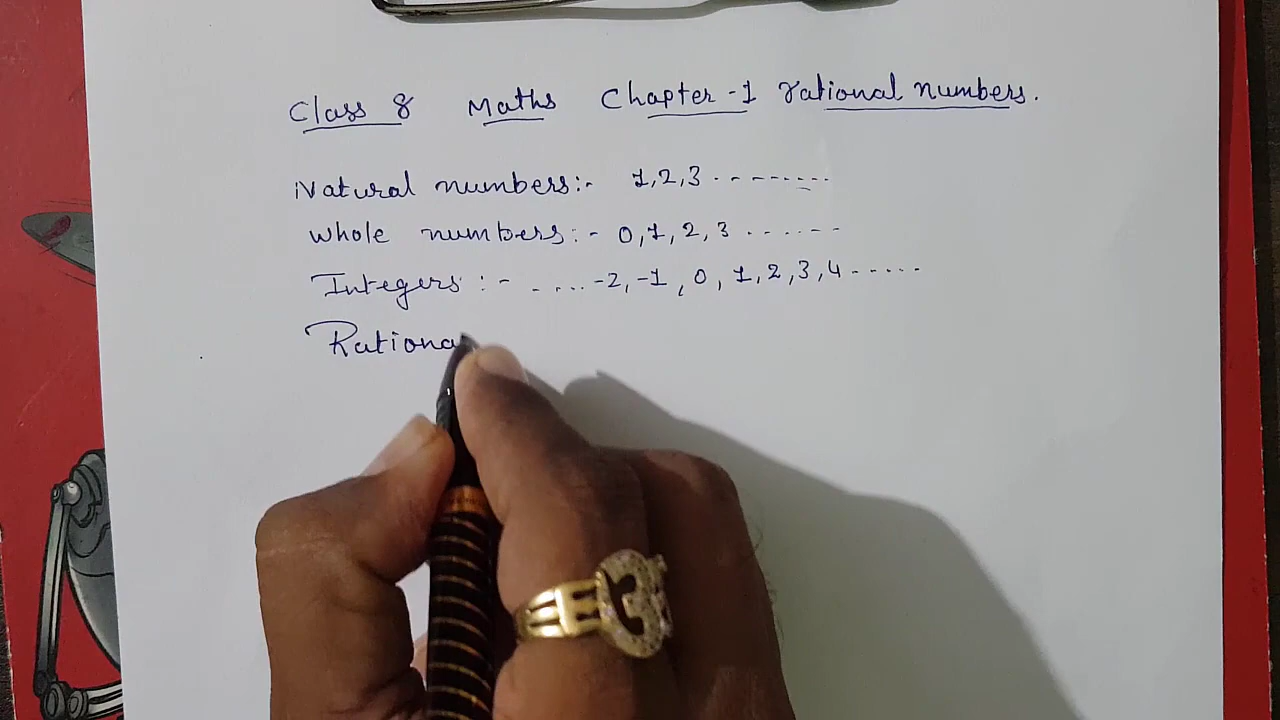 Class 8 Maths Chapter -1 rational numbers.
Natural numbers:- 1,2,3 . - - - - - . . .
Whole numbers:- 0,1,2,3 . . . . - -
Integers :- - . ... -2, -1 , 0 , 1,2,3,4 - . . . .
Rationa